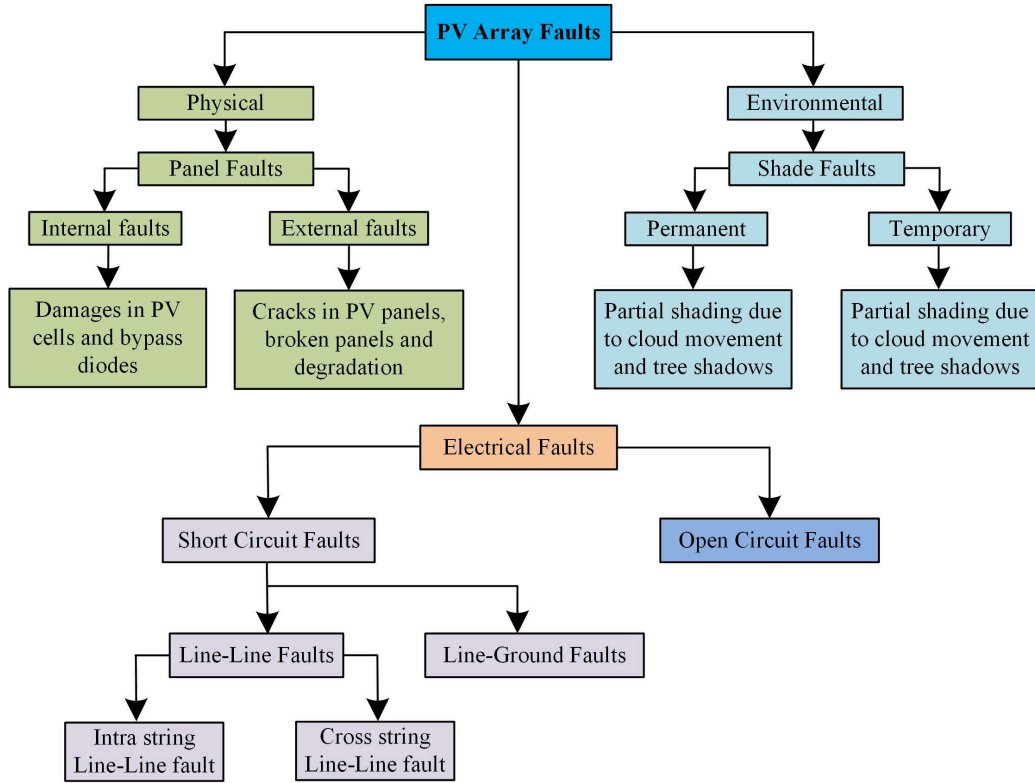 PV Array Faults
Physical
Environmental
Panel Faults
Shade Faults
Internal faults
External faults
Permanent
Temporary
Damages in PV
cells and bypass
diodes
Cracks in PV panels,
broken panels and
degradation
Partial shading due
to cloud movement
and tree shadows
Partial shading due
to cloud movement
and tree shadows
Electrical Faults
Short Circuit Faults
Open Circuit Faults
Line-Line Faults
Line-Ground Faults
Intra string
Line-Line fault
Cross string
Line-Line fault